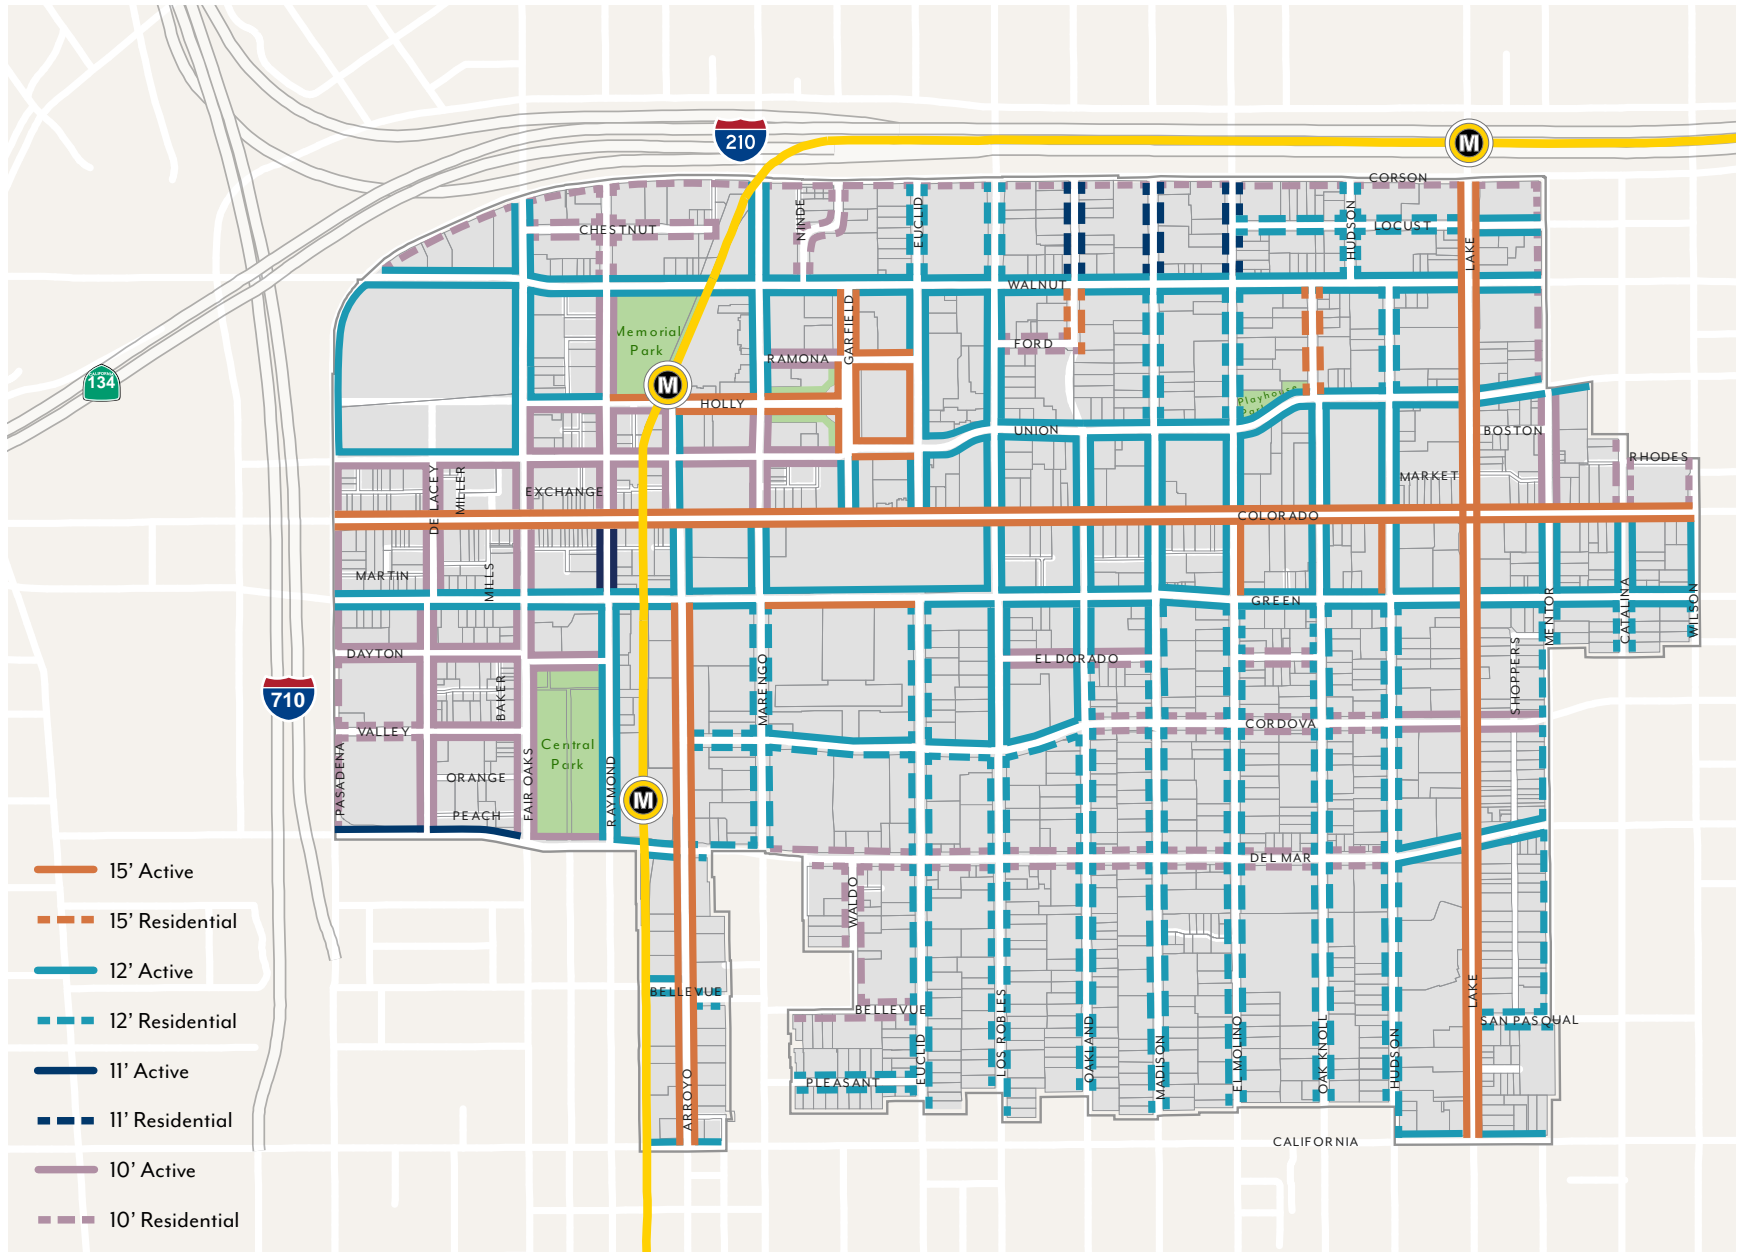 210
M
CORSON
NINDE
EUCLID
HUDSON
CHESTNUT
LOCUST
LAKE
WALNUT
GARFIELD
Memorial
Park
FORD
RAMONA
CALIFORNIA
134
M
HOLLY
Playhouse
Park
UNION
BOSTON
RHODES
DE LACEY
MILLER
EXCHANGE
MARKET
COLORADO
MARTIN
MILLS
GREEN
MENTOR
CATALINA
WILSON
DAYTON
MARENGO
EL DORADO
SHOPPERS
BAKER
710
VALLEY
CORDOVA
Central
Park
PASADENA
ORANGE
FAIR OAKS
RAYMOND
M
PEACH
DEL MAR
15’ Active
WALDO
15’ Residential
12’ Active
BELLEVUE
LAKE
BELLEVUE
12’ Residential
SAN PASQUAL
EUCLID
LOS ROBLES
OAKLAND
MADISON
EL MOLINO
OAK KNOLL
HUDSON
11’ Active
PLEASANT
ARROYO
11’ Residential
CALIFORNIA
10’ Active
10’ Residential